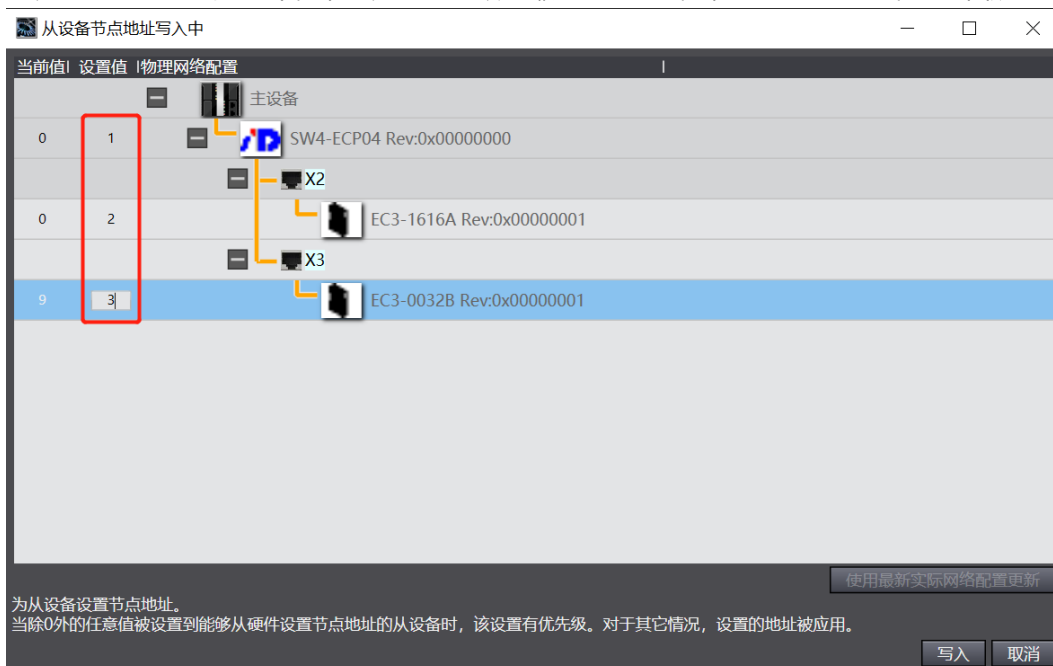 从设备节点地址写入中
当前值 设置值 物理网络配置
主设备
0 1 SW4-ECP04 Rev:0x00000000
X2
0 2 EC3-1616A Rev:0x00000001
X3
9 3 EC3-0032B Rev:0x00000001
使用最新实际网络配置更新
为从设备设置节点地址。
当除0外的任意值被设置到能够从硬件设置节点地址的从设备时，该设置有优先级。对于其它情况，设置的地址被应用。
写入 取消